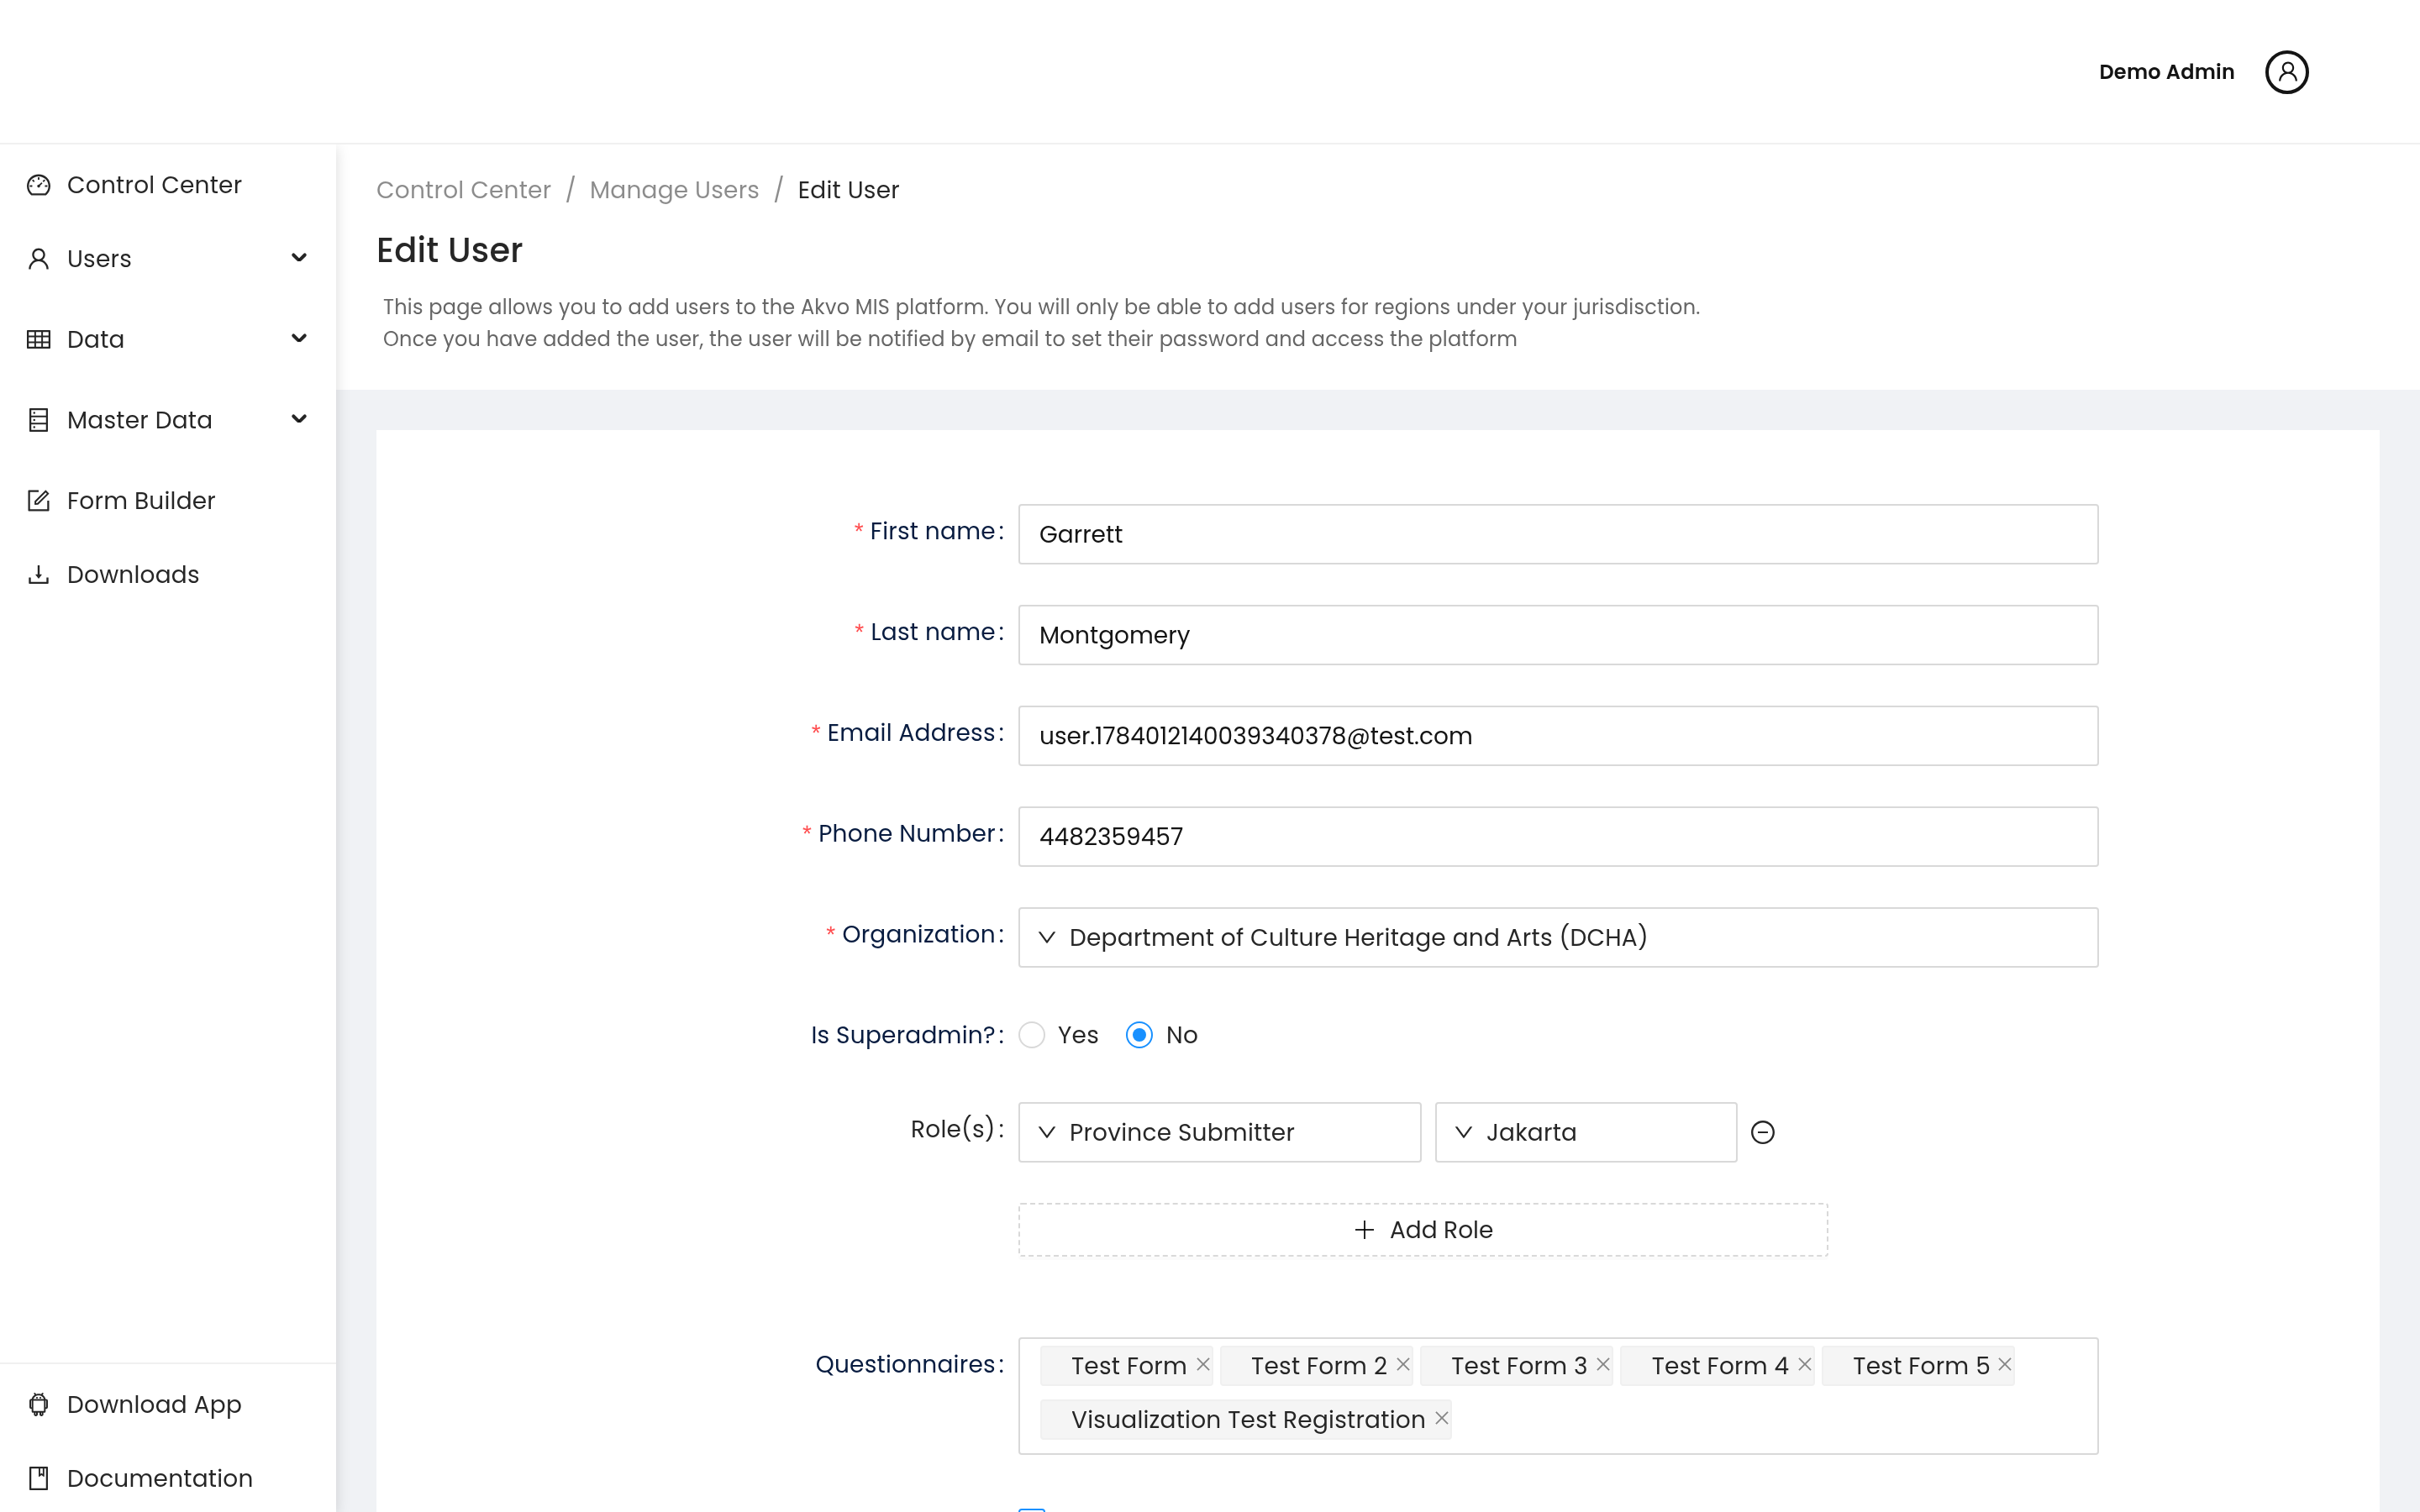 Demo Admin
Control Center
Users
Data
Master Data
Form Builder
Downloads
Download App
Documentation
Control Center / Manage Users / Edit User
Edit User
This page allows you to add users to the Akvo MIS platform. You will only be able to add users for regions under your jurisdisction.
Once you have added the user, the user will be notified by email to set their password and access the platform
* First name: Garrett
* Last name: Montgomery
* Email Address: user.1784012140039340378@test.com
* Phone Number: 4482359457
* Organization: Department of Culture Heritage and Arts (DCHA)
Is Superadmin?: Yes No
Role(s): Province Submitter Jakarta
+ Add Role
Questionnaires: Test Form Test Form 2 Test Form 3 Test Form 4 Test Form 5
Visualization Test Registration